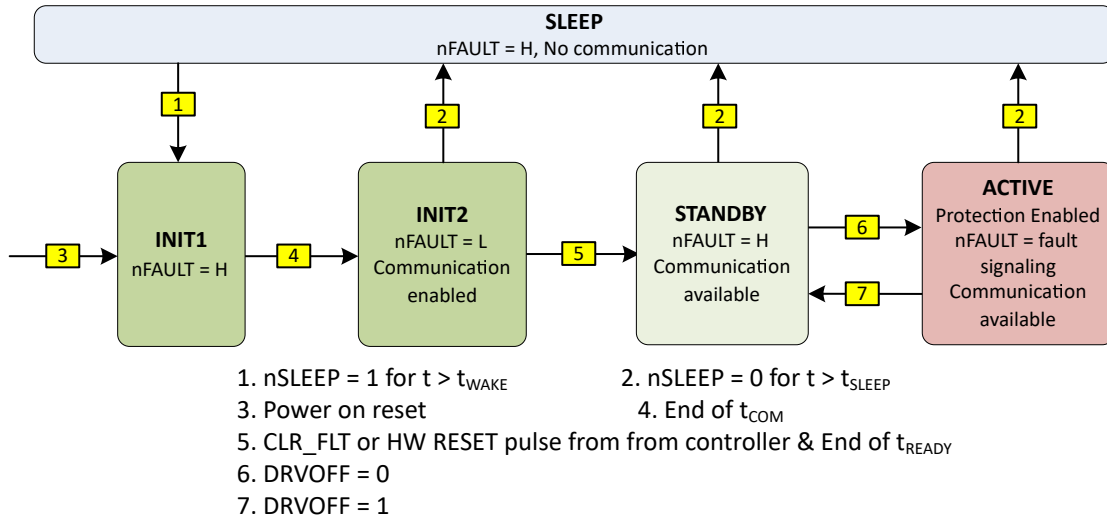 SLEEP
nFAULT = H, No communication
1
2
2
2
INIT1
nFAULT = H
INIT2
nFAULT = L
Communication
enabled
STANDBY
nFAULT = H
Communication
available
ACTIVE
Protection Enabled
nFAULT = fault
signaling
Communication
available
3
4
5
6
7
1. nSLEEP = 1 for t > tWAKE
2. nSLEEP = 0 for t > tSLEEP
3. Power on reset
4. End of tCOM
5. CLR_FLT or HW RESET pulse from from controller & End of tREADY
6. DRVOFF = 0
7. DRVOFF = 1